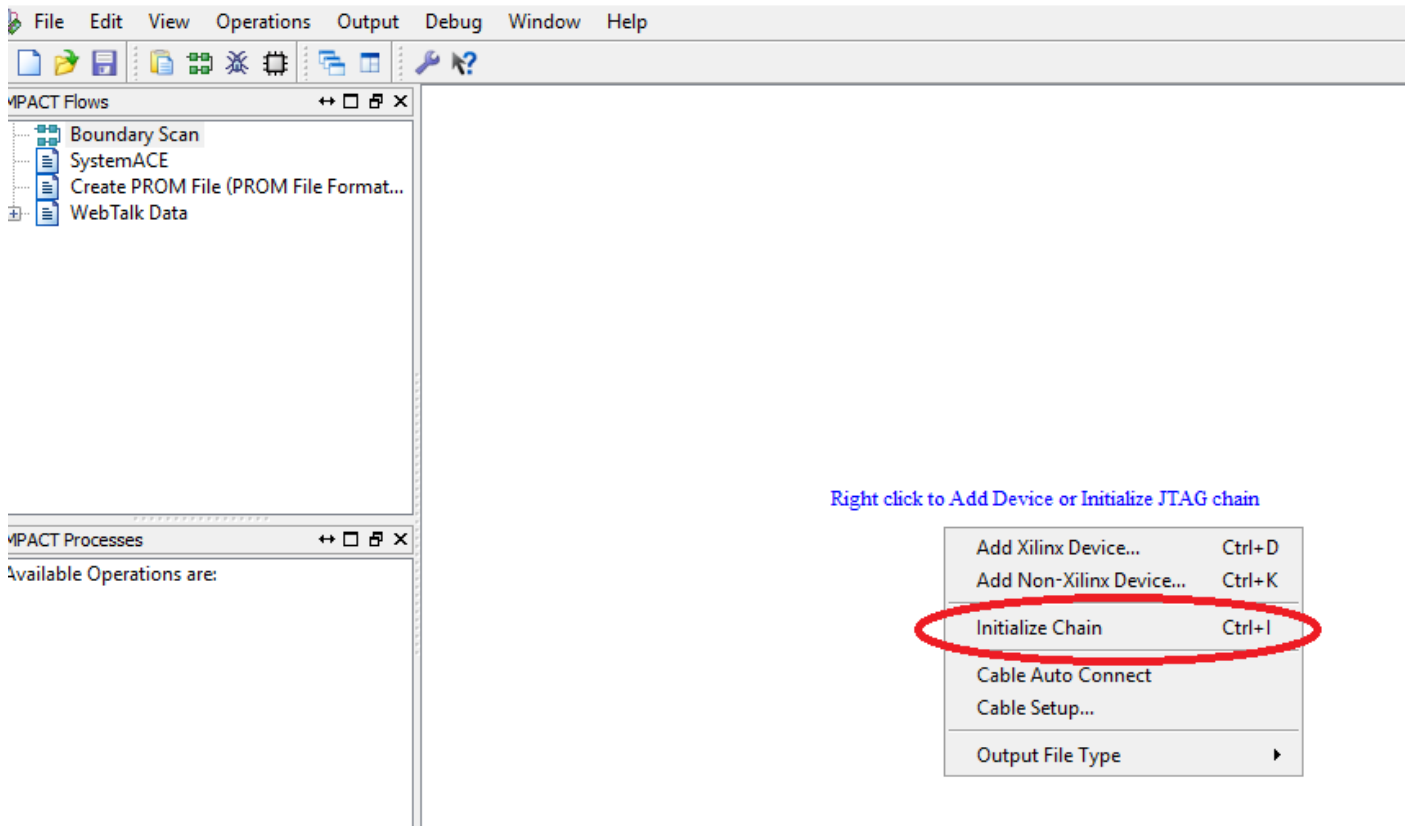 File Edit View Operations Output Debug Window Help
MPACT Flows
Boundary Scan
SystemACE
Create PROM File (PROM File Format...
WebTalk Data
Right click to Add Device or Initialize JTAG chain
MPACT Processes
Available Operations are:
Add Xilinx Device... Ctrl+D
Add Non-Xilinx Device... Ctrl+K
Initialize Chain Ctrl+I
Cable Auto Connect
Cable Setup...
Output File Type